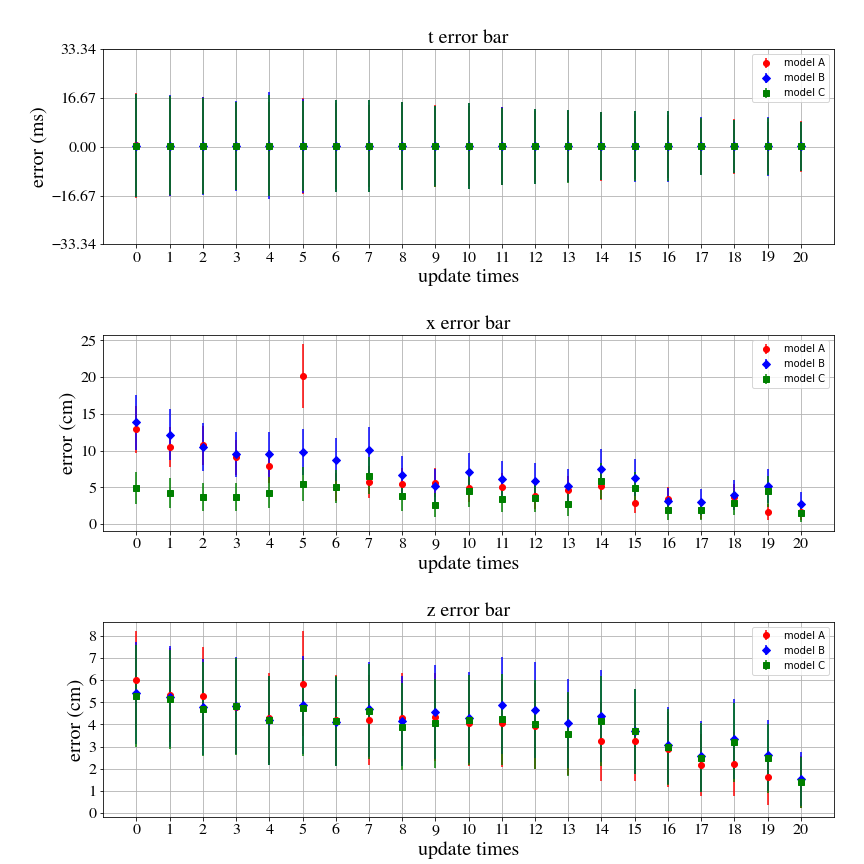 t error bar
33.34
16.67
0.00
−16.67
−33.34
error (ms)
model A
model B
model C
0 1 2 3 4 5 6 7 8 9 10 11 12 13 14 15 16 17 18 19 20
update times
x error bar
25
20
15
10
5
0
error (cm)
model A
model B
model C
0 1 2 3 4 5 6 7 8 9 10 11 12 13 14 15 16 17 18 19 20
update times
z error bar
8
7
6
5
4
3
2
1
0
error (cm)
model A
model B
model C
0 1 2 3 4 5 6 7 8 9 10 11 12 13 14 15 16 17 18 19 20
update times